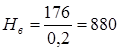 Hв = 176/0,2 = 880